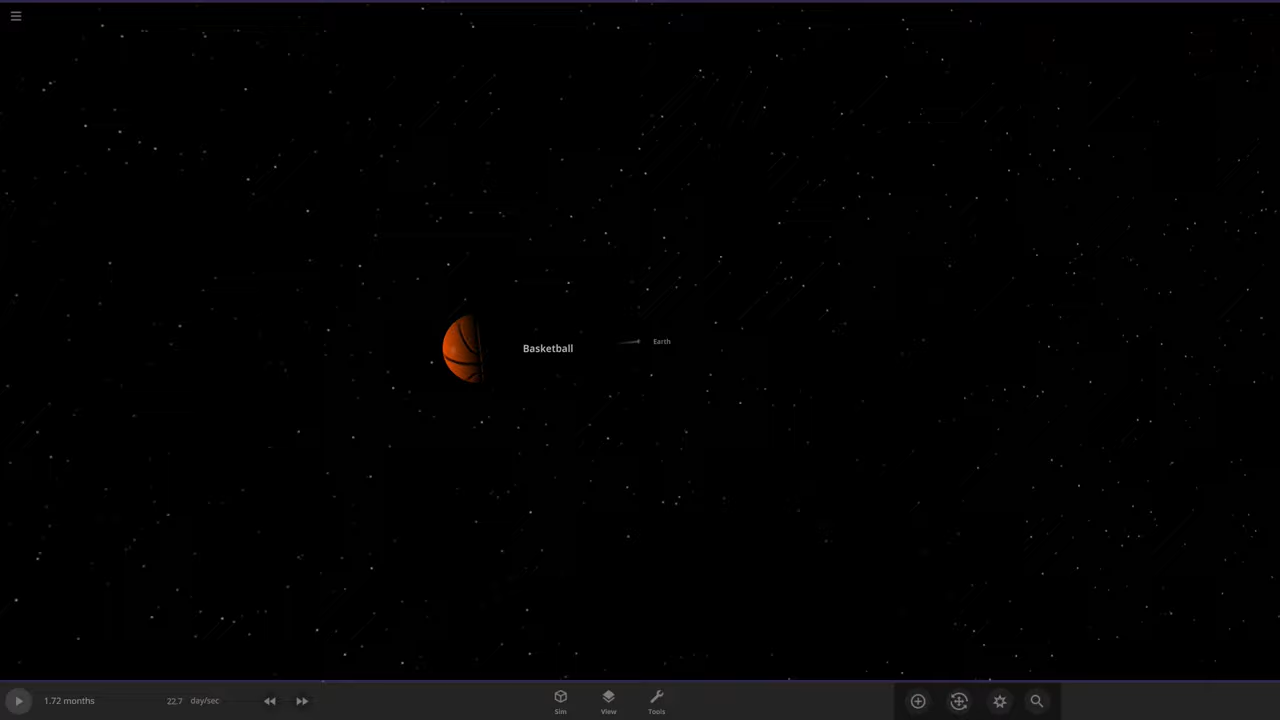 Basketball
Earth
1.72 months
22.7 day/sec
Sim
View
Tools